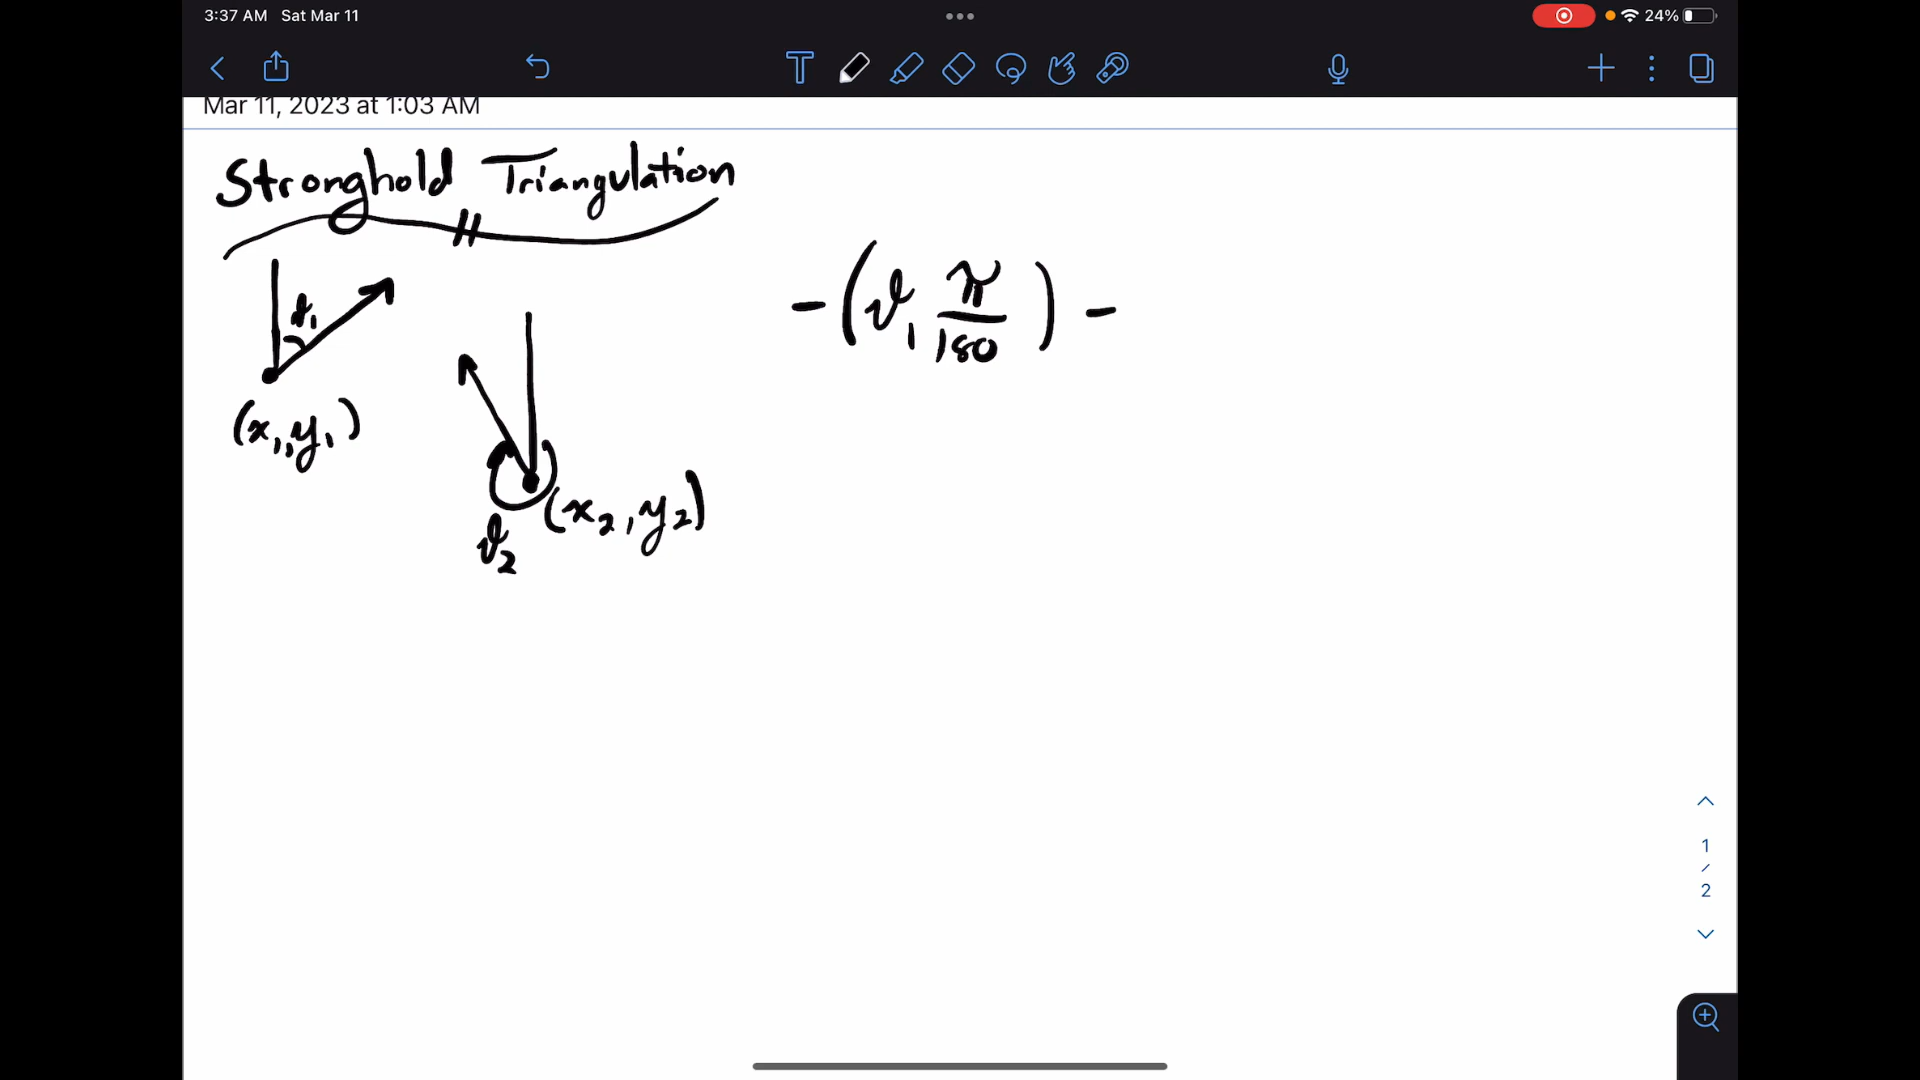 3:37 AM Sat Mar 11
24%
Mar 11, 2023 at 1:03 AM
Stronghold Triangulation
ϑ₁
(x₁, y₁)
ϑ₂
(x₂, y₂)
-(ϑ₁ π/180) -
1
/
2